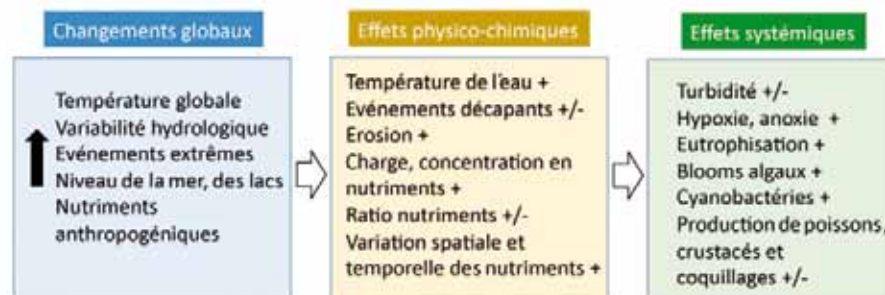 Changements globaux
Température globale
Variabilité hydrologique
Evénements extrêmes
Niveau de la mer, des lacs
Nutriments
anthropogéniques
Effets physico-chimiques
Température de l'eau +
Evénements décapants +/-
Erosion +
Charge, concentration en
nutriments +
Ratio nutriments +/-
Variation spatiale et
temporelle des nutriments +
Effets systémiques
Turbidité +/-
Hypoxie, anoxie +
Eutrophisation +
Blooms algaux +
Cyanobactéries +
Production de poissons,
crustacés et
coquillages +/-